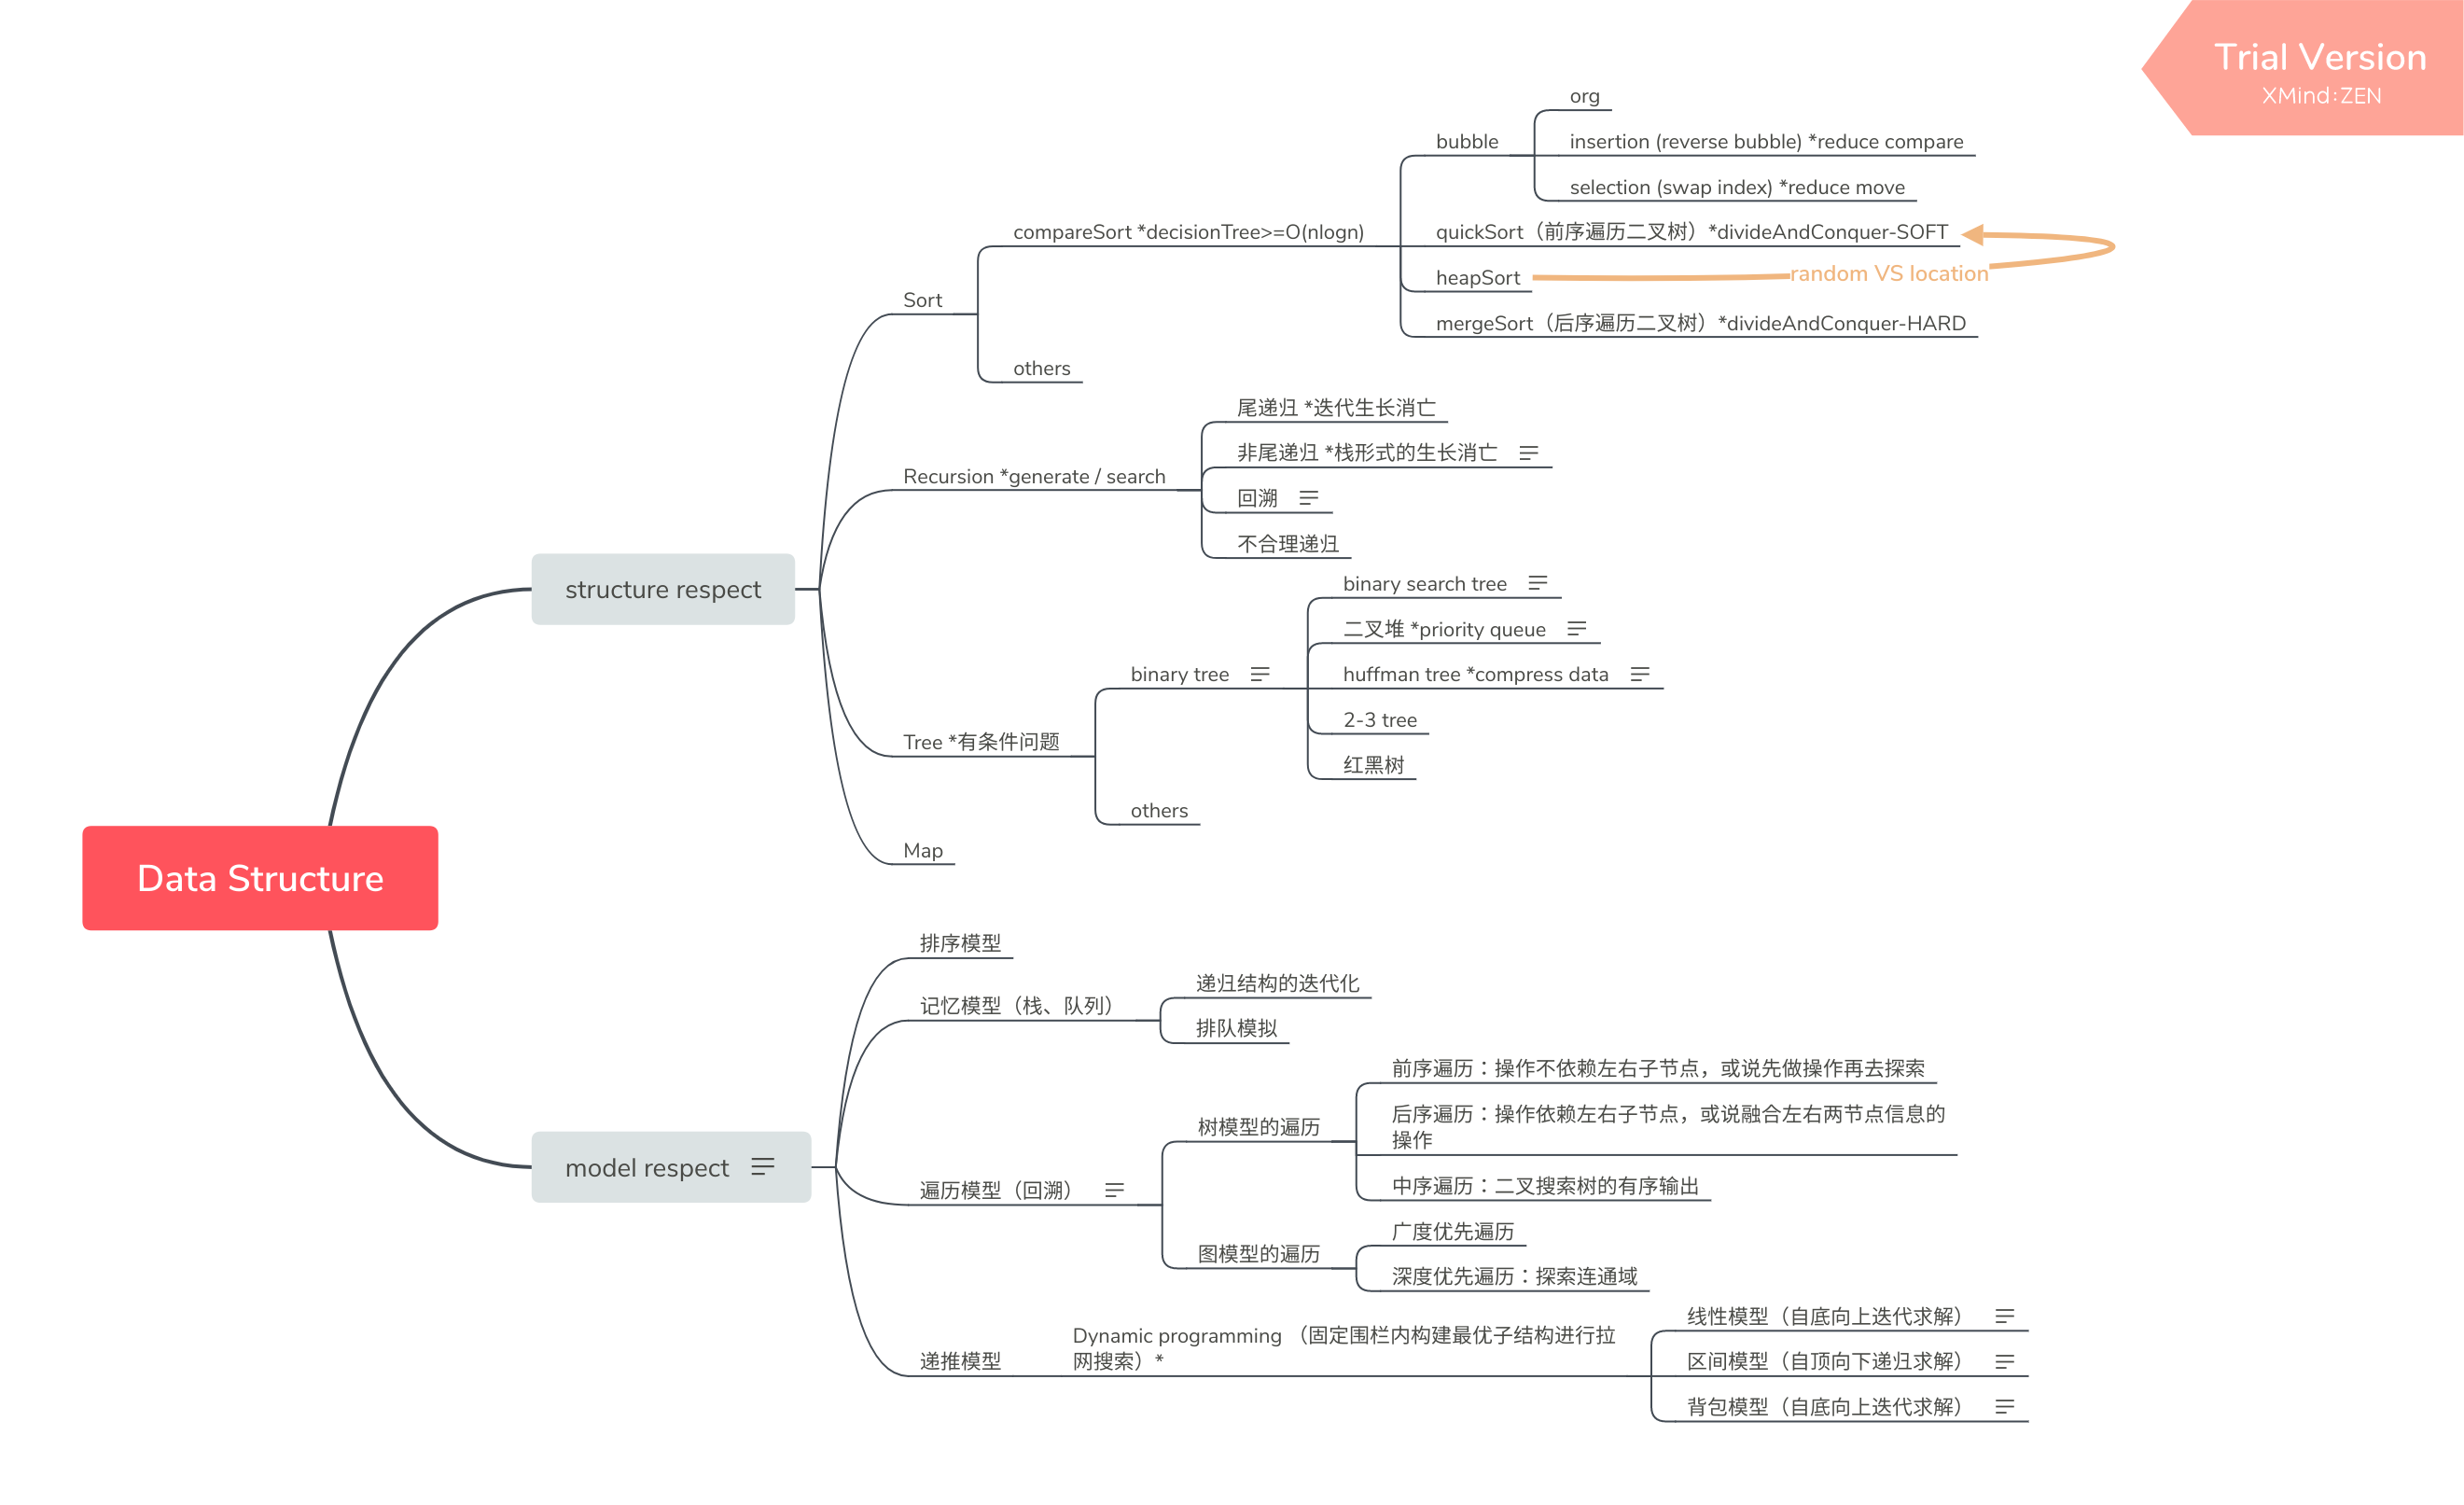 Trial Version
XMind:ZEN
org
bubble
insertion (reverse bubble) *reduce compare
selection (swap index) *reduce move
compareSort *decisionTree>=O(nlogn)
quickSort（前序遍历二叉树）*divideAndConquer-SOFT
heapSort
random VS location
Sort
mergeSort（后序遍历二叉树）*divideAndConquer-HARD
others
尾递归 *迭代生长消亡
非尾递归 *栈形式的生长消亡
Recursion *generate / search
回溯
不合理递归
structure respect
binary search tree
二叉堆 *priority queue
binary tree
huffman tree *compress data
2-3 tree
Tree *有条件问题
红黑树
others
Map
Data Structure
排序模型
递归结构的迭代化
记忆模型（栈、队列）
排队模拟
前序遍历：操作不依赖左右子节点，或说先做操作再去探索
树模型的遍历
后序遍历：操作依赖左右子节点，或说融合左右两节点信息的
操作
model respect
遍历模型（回溯）
中序遍历：二叉搜索树的有序输出
广度优先遍历
图模型的遍历
深度优先遍历：探索连通域
线性模型（自底向上迭代求解）
递推模型
Dynamic programming （固定围栏内构建最优子结构进行拉
网搜索）*
区间模型（自顶向下递归求解）
背包模型（自底向上迭代求解）